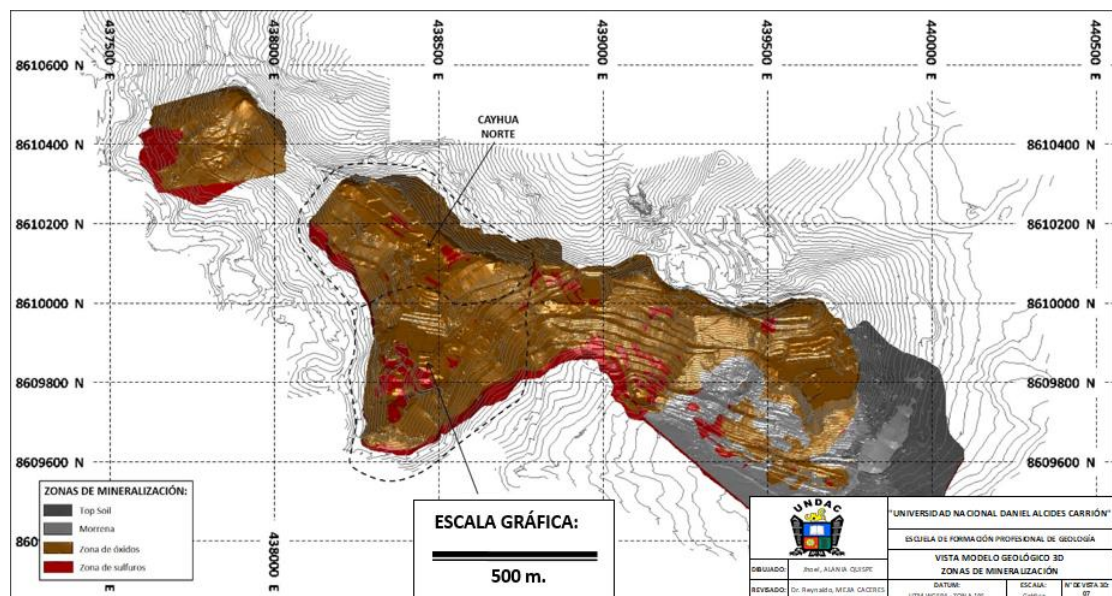 437500 E
438000 E
438500 E
439000 E
439500 E
440000 E
440500 E
8610600 N
8610600 N
CAYHUA
NORTE
8610400 N
8610400 N
8610200 N
8610200 N
8610000 N
8610000 N
8609800 N
8609800 N
8609600 N
8609600 N
ZONAS DE MINERALIZACIÓN:
Top Soil
Morrena
Zona de óxidos
Zona de sulfuros
438000 E
ESCALA GRÁFICA:
500 m.
UNDAC
"UNIVERSIDAD NACIONAL DANIEL ALCIDES CARRIÓN"
ESCUELA DE FORMACIÓN PROFESIONAL DE GEOLOGÍA
VISTA MODELO GEOLÓGICO 3D
ZONAS DE MINERALIZACIÓN
DIBUJADO: Jhoel, ALANIA QUISPE
REVISADO: Dr. Reynaldo, MEJIA CACERES
DATUM:
ESCALA:
Gráfica
N° DE VISTA 3D:
07